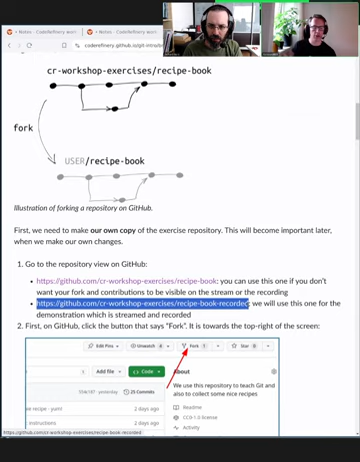 Notes - CodeRefinery work
Notes - CodeRefinery work
coderefinery.github.io/git-intro/b
cr-workshop-exercises/recipe-book
fork
USER/recipe-book
Illustration of forking a repository on GitHub.
First, we need to make our own copy of the exercise repository. This will become important later,
when we make our own changes.
1. Go to the repository view on GitHub:
https://github.com/cr-workshop-exercises/recipe-book: you can use this one if you don't
want your fork and contributions to be visible on the stream or the recording
https://github.com/cr-workshop-exercises/recipe-book-recorded: we will use this one for the
demonstration which is streamed and recorded
2. First, on GitHub, click the button that says "Fork". It is towards the top-right of the screen:
Edit Pins
Unwatch 4
Fork 1
Star 0
Add file
Code
About
yesterday
25 Commits
We use this repository to teach Git
and also to collect some nice recipes
recipe - yuml
2 days ago
Readme
CC0-1.0 license
instructions
2 days ago
Activity
https://github.com/cr-workshop-exercises/recipe-book-recorded